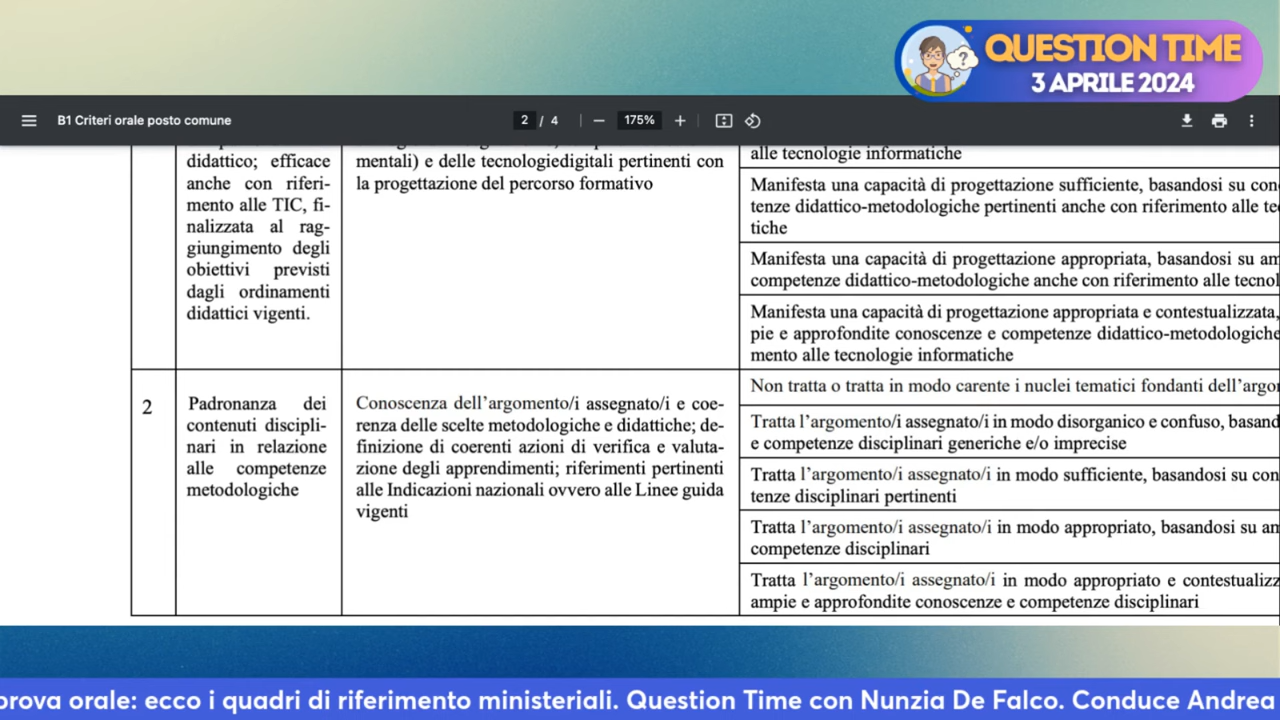 QUESTION TIME
3 APRILE 2024
B1 Criteri orale posto comune
2 / 4
175%
didattico; efficace
anche con riferi-
mento alle TIC, fi-
nalizzata al rag-
giungimento degli
obiettivi previsti
dagli ordinamenti
didattici vigenti.
mentali) e delle tecnologiedigitali pertinenti con
la progettazione del percorso formativo
alle tecnologie informatiche
Manifesta una capacità di progettazione sufficiente, basandosi su con
tenze didattico-metodologiche pertinenti anche con riferimento alle te
tiche
Manifesta una capacità di progettazione appropriata, basandosi su am
competenze didattico-metodologiche anche con riferimento alle tecnol
Manifesta una capacità di progettazione appropriata e contestualizzata,
pie e approfondite conoscenze e competenze didattico-metodologiche
mento alle tecnologie informatiche
2
Padronanza dei
contenuti discipli-
nari in relazione
alle competenze
metodologiche
Conoscenza dell’argomento/i assegnato/i e coe-
renza delle scelte metodologiche e didattiche; de-
finizione di coerenti azioni di verifica e valuta-
zione degli apprendimenti; riferimenti pertinenti
alle Indicazioni nazionali ovvero alle Linee guida
vigenti
Non tratta o tratta in modo carente i nuclei tematici fondanti dell’argo
Tratta l’argomento/i assegnato/i in modo disorganico e confuso, basand
e competenze disciplinari generiche e/o imprecise
Tratta l’argomento/i assegnato/i in modo sufficiente, basandosi su con
tenze disciplinari pertinenti
Tratta l’argomento/i assegnato/i in modo appropriato, basandosi su am
competenze disciplinari
Tratta l’argomento/i assegnato/i in modo appropriato e contestualizz
ampie e approfondite conoscenze e competenze disciplinari
prova orale: ecco i quadri di riferimento ministeriali. Question Time con Nunzia De Falco. Conduce Andrea